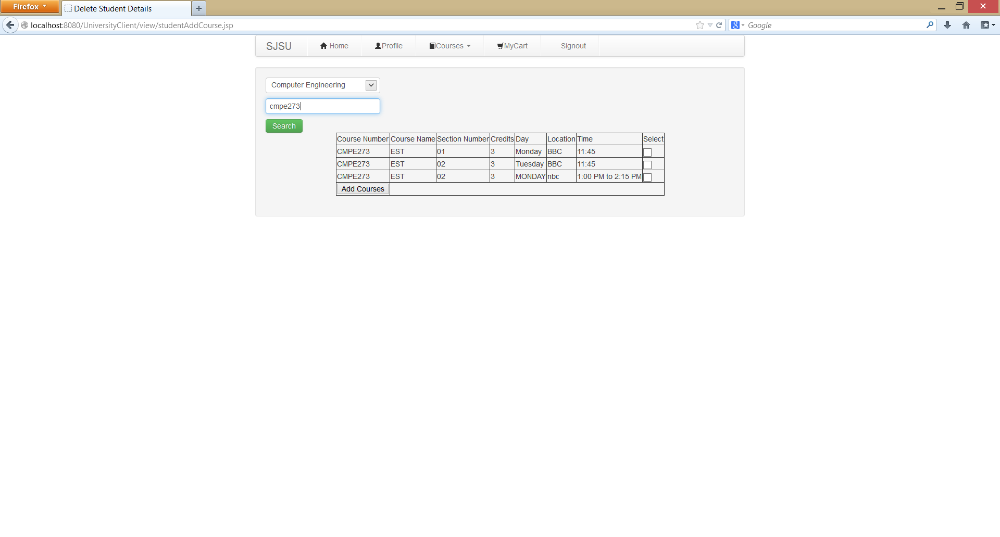 Firefox
Delete Student Details
localhost:8080/UniversityClient/view/studentAddCourse.jsp
Google
SJSU Home Profile Courses MyCart Signout
Computer Engineering
cmpe273
Search
Course Number Course Name Section Number Credits Day Location Time Select
CMPE273 EST 01 3 Monday BBC 11:45
CMPE273 EST 02 3 Tuesday BBC 11:45
CMPE273 EST 02 3 MONDAY nbc 1:00 PM to 2:15 PM
Add Courses